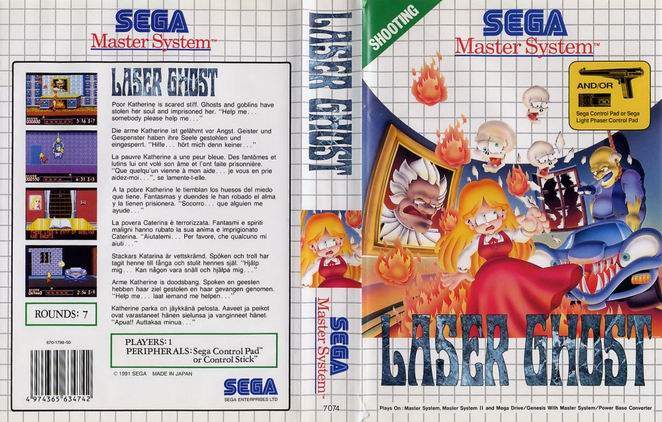 SEGA
Master System™
LASER GHOST
Poor Katherine is scared stiff. Ghosts and goblins have
stolen her soul and imprisoned her. "Help me...
somebody please help me..."
Die arme Katherine ist gelähmt vor Angst. Geister und
Gespenster haben ihre Seele gestohlen und
eingesperrt. "Hilfe... hört mich denn keiner..."
La pauvre Katherine a une peur bleue. Des fantômes et
lutins lui ont volé son âme et l'ont faite prisonnière.
"Que quelqu'un vienne à mon aide... je vous en prie
aidez-moi...", se lamente-t-elle.
A la pobre Katherine le tiemblan los huesos del miedo
que tiene. Fantasmas y duendes le han robado el alma
y la tienen prisionera. "Socorro... que alguien me
ayude...
La povera Caterina è terrorizzata. Fantasmi e spiriti
maligni hanno rubato la sua anima e imprigionato
Caterina. "Aiutatemi... Per favore, che qualcuno mi
aiuti..."
Stackars Katarina är vettskrämd. Spöken och troll har
tagit henne till fånga och stulit hennes själ. "Hjälp
mig... Kan någon vara snäll och hjälpa mig..."
Arme Katherine is doodsbang. Spoken en geesten
hebben haar ziel gestolen en haar gevangen genomen.
"Help me... laat iemand me helpen..."
Katherine parka on jäykkänä pelosta. Aaveet ja peikot
ovat varastaneet hänen sielunsa ja vanginneet hänet.
"Apua!! Auttakaa minua..."
ROUNDS: 7
PLAYERS: 1
PERIPHERALS: Sega Control Pad™
or Control Stick™
670-1798-50
© 1991 SEGA MADE IN JAPAN
4 974365 634742
SEGA
SEGA ENTERPRISES LTD
LASER GHOST
SEGA
Master System™
7074
SHOOTING
SEGA
Master System™
AND/OR
Sega Control Pad or Sega
Light Phaser Control Pad
LASER GHOST
Plays On: Master System, Master System II and Mega Drive/Genesis With Master System/Power Base Converter